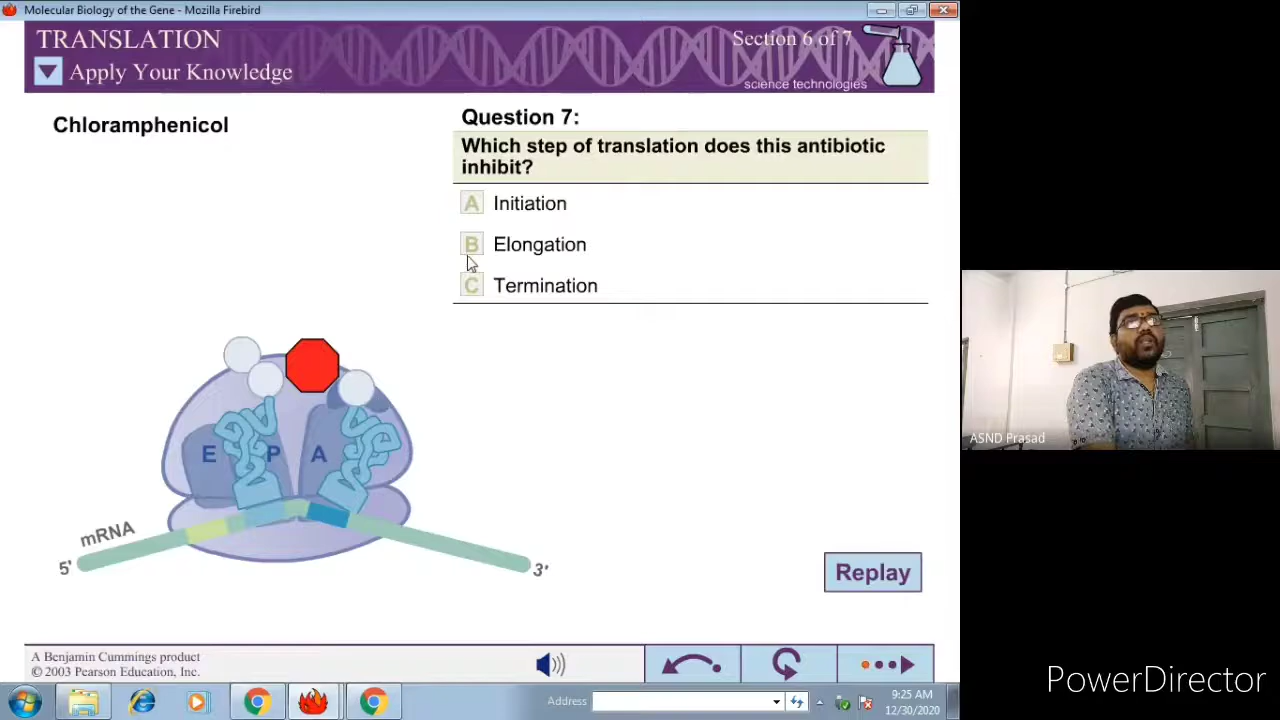 Molecular Biology of the Gene - Mozilla Firebird
TRANSLATION
Section 6 of 7
Apply Your Knowledge
science technologies
Chloramphenicol
Question 7:
Which step of translation does this antibiotic
inhibit?
A Initiation
B Elongation
C Termination
E P A
mRNA
5'
3'
Replay
ASND Prasad
A Benjamin Cummings product
© 2003 Pearson Education, Inc.
Address
9:25 AM
12/30/2020
PowerDirector